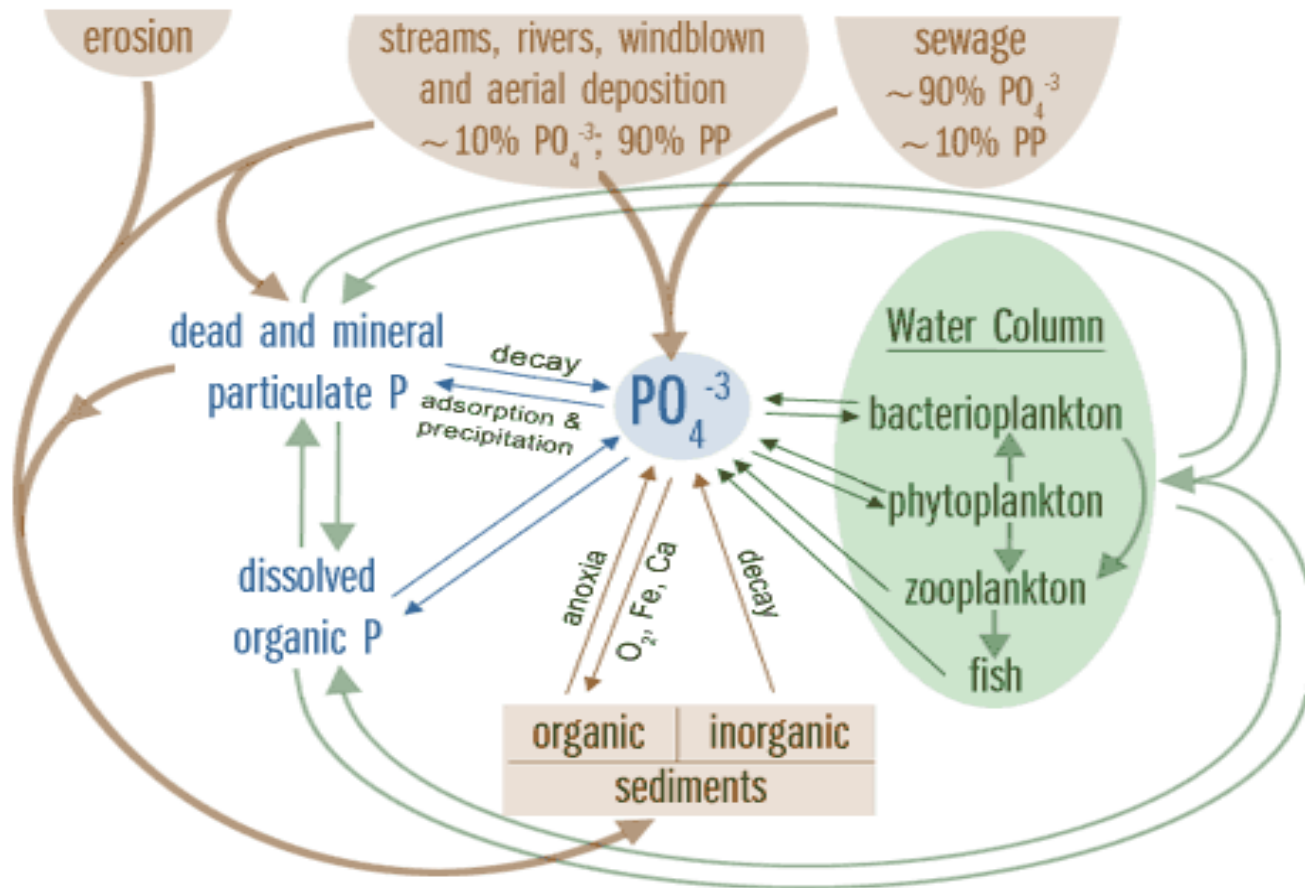 erosion
streams, rivers, windblown
and aerial deposition
~10% PO₄⁻³; 90% PP
sewage
~90% PO₄⁻³
~10% PP
dead and mineral
particulate P
decay
adsorption &
precipitation
PO₄⁻³
Water Column
bacterioplankton
phytoplankton
zooplankton
fish
dissolved
organic P
anoxia
O₂, Fe, Ca
decay
organic
inorganic
sediments